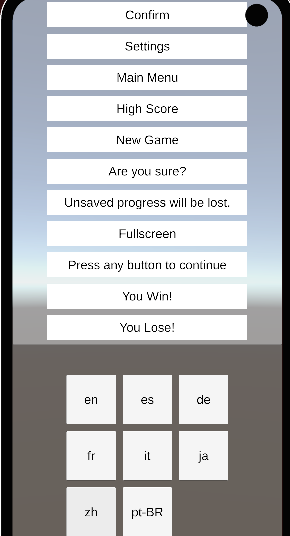 Confirm
Settings
Main Menu
High Score
New Game
Are you sure?
Unsaved progress will be lost.
Fullscreen
Press any button to continue
You Win!
You Lose!
en es de
fr it ja
zh pt-BR